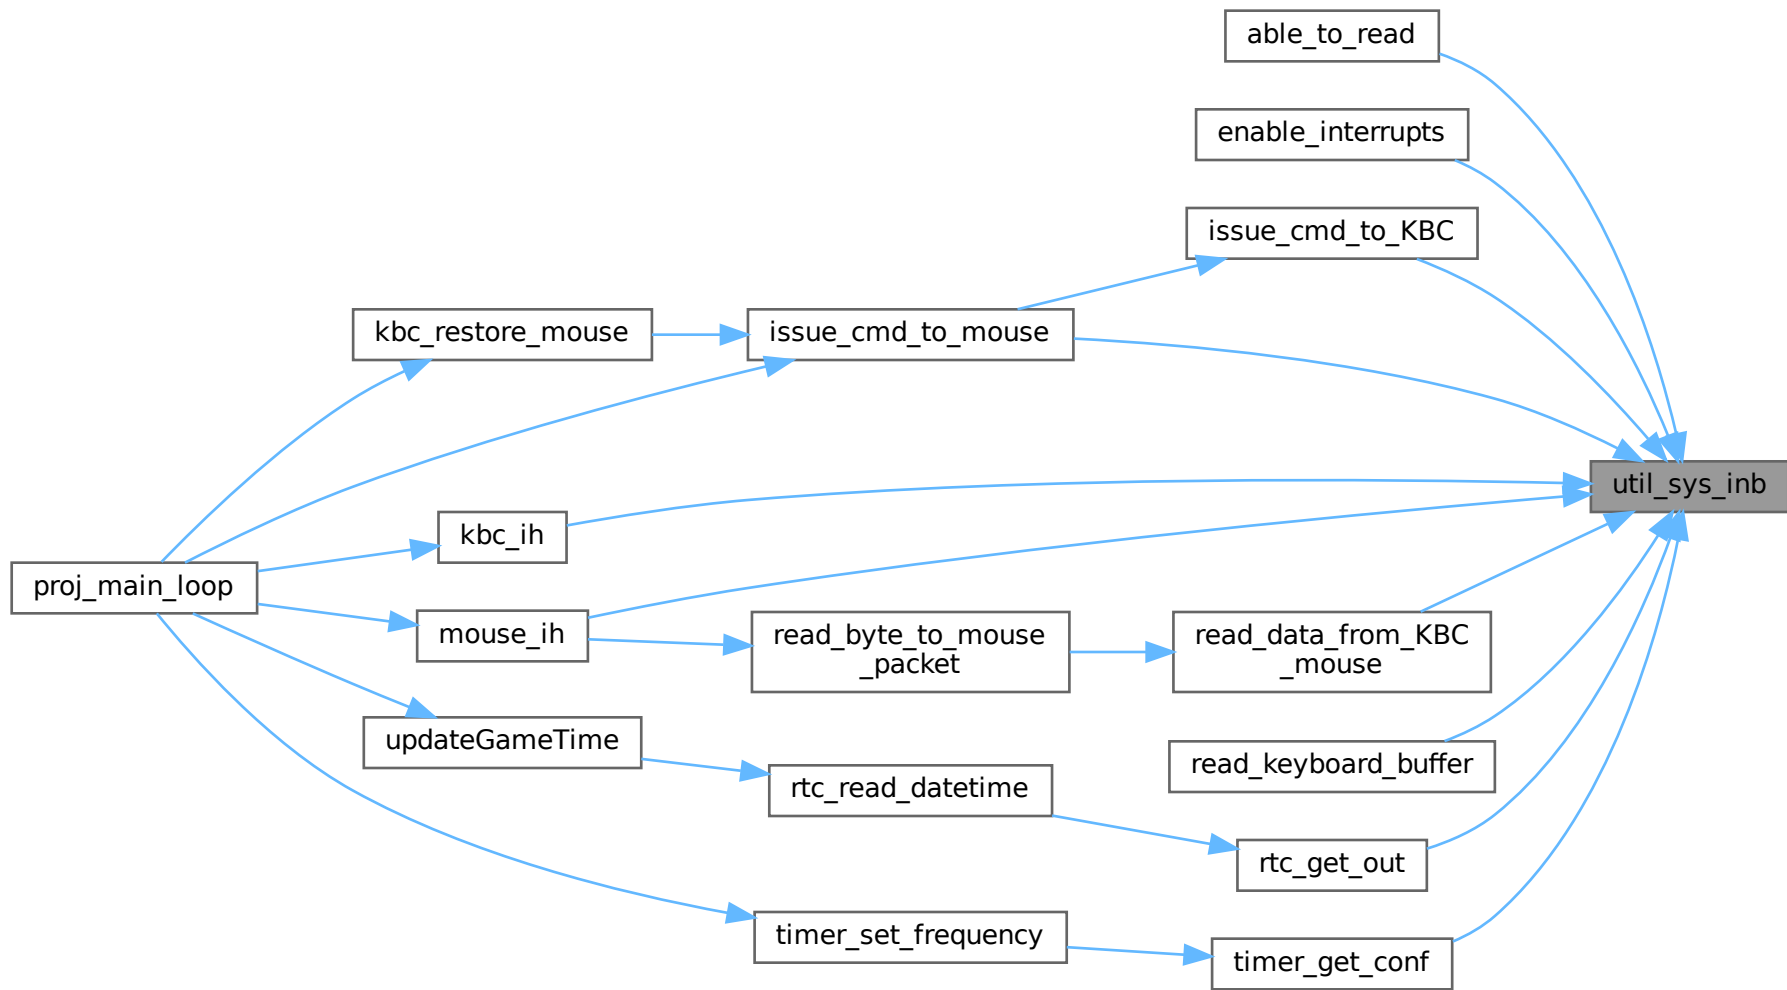 able_to_read
enable_interrupts
issue_cmd_to_KBC
kbc_restore_mouse
issue_cmd_to_mouse
util_sys_inb
kbc_ih
proj_main_loop
mouse_ih
read_byte_to_mouse
_packet
read_data_from_KBC
_mouse
updateGameTime
read_keyboard_buffer
rtc_read_datetime
rtc_get_out
timer_set_frequency
timer_get_conf